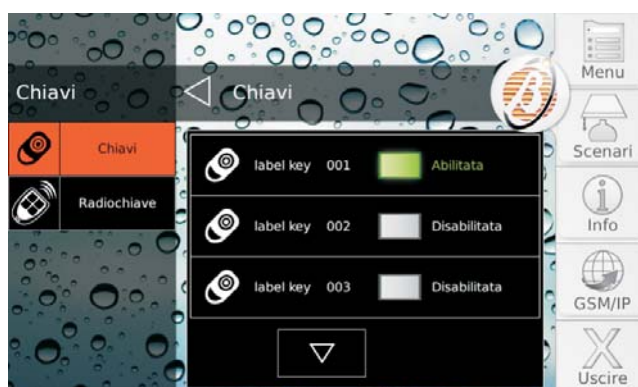 Chiavi
Chiavi
Radiochiave
Chiavi
label key 001 Abilitata
label key 002 Disabilitata
label key 003 Disabilitata
Menu
Scenari
Info
GSM/IP
Uscire